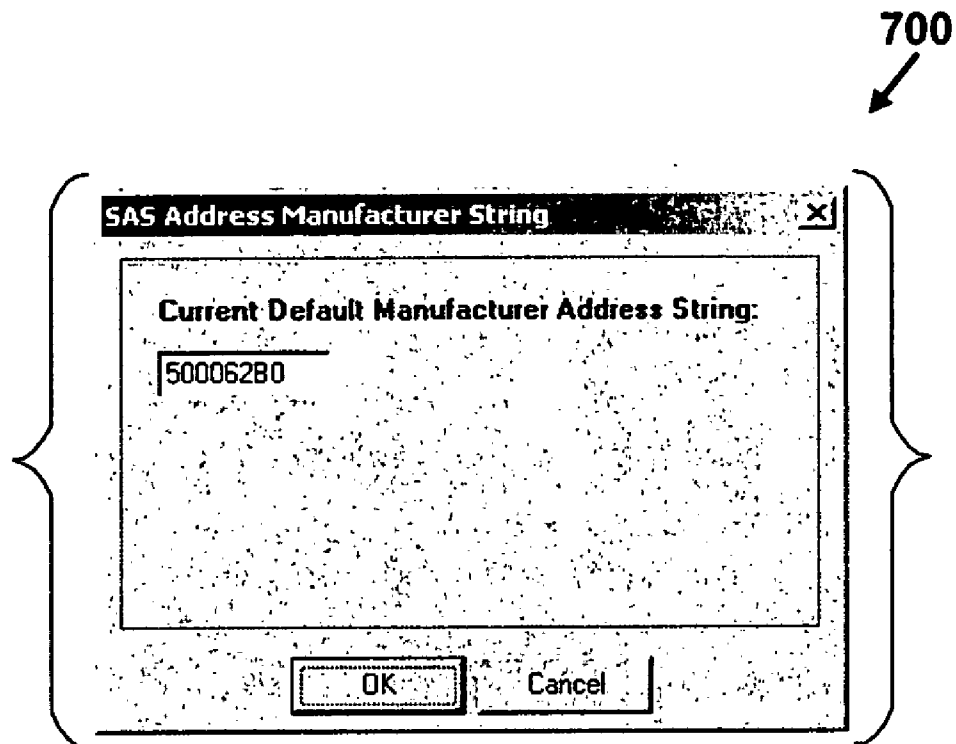 700
SAS Address Manufacturer String
Current Default Manufacturer Address String:
500062B0
OK Cancel